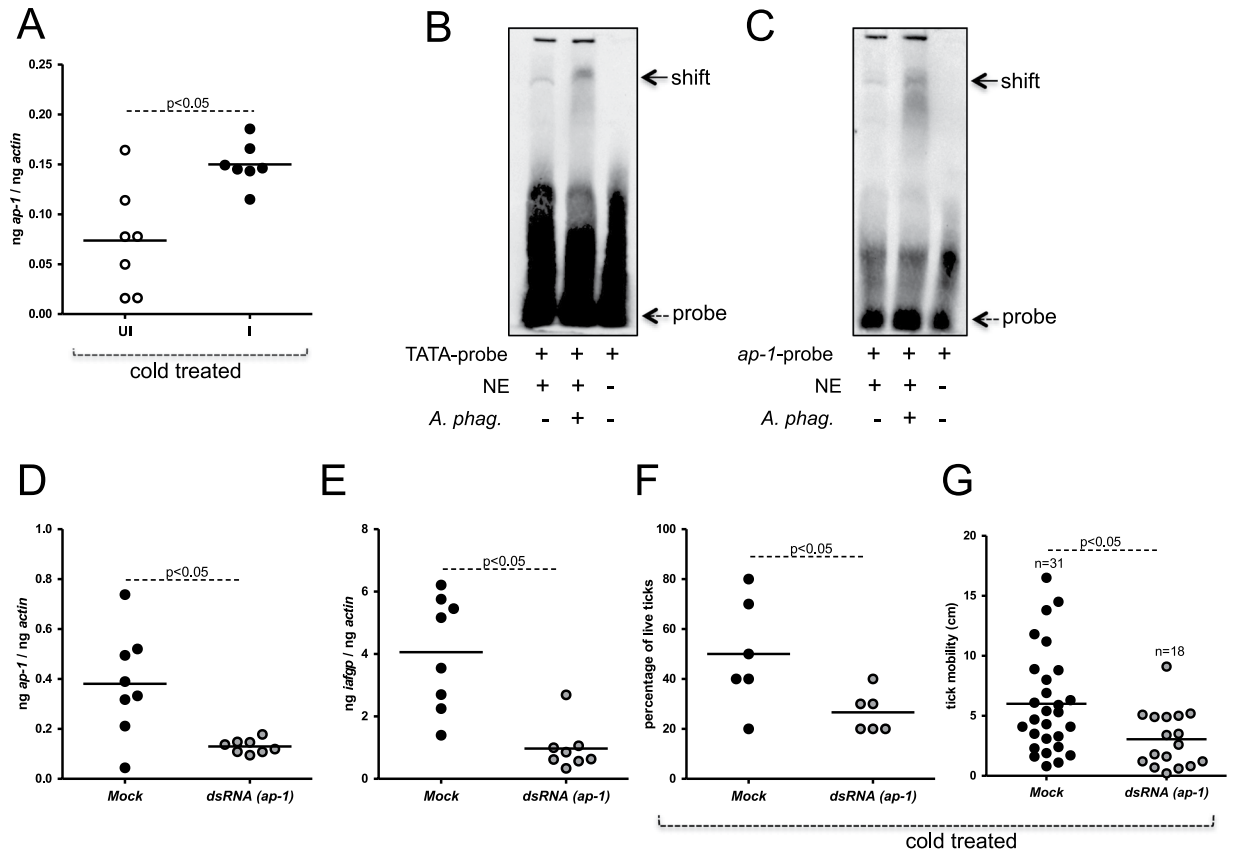 A
ng ap-1 / ng actin
0.25
0.20
0.15
0.10
0.05
0.00
p<0.05
UI I
cold treated
B
shift
probe
TATA-probe + + +
NE + + -
A. phag. - +
C
shift
probe
ap-1-probe + + +
NE + + -
A. phag. - + -
D
ng ap-1 / ng actin
1.0
0.8
0.6
0.4
0.2
0.0
p<0.05
Mock dsRNA (ap-1)
E
ng iafgp / ng actin
8
6
4
2
0
p<0.05
Mock dsRNA (ap-1)
F
percentage of live ticks
100
80
60
40
20
0
p<0.05
Mock dsRNA (ap-1)
G
tick mobility (cm)
20
15
10
5
0
p<0.05
n=31
n=18
Mock dsRNA (ap-1)
cold treated